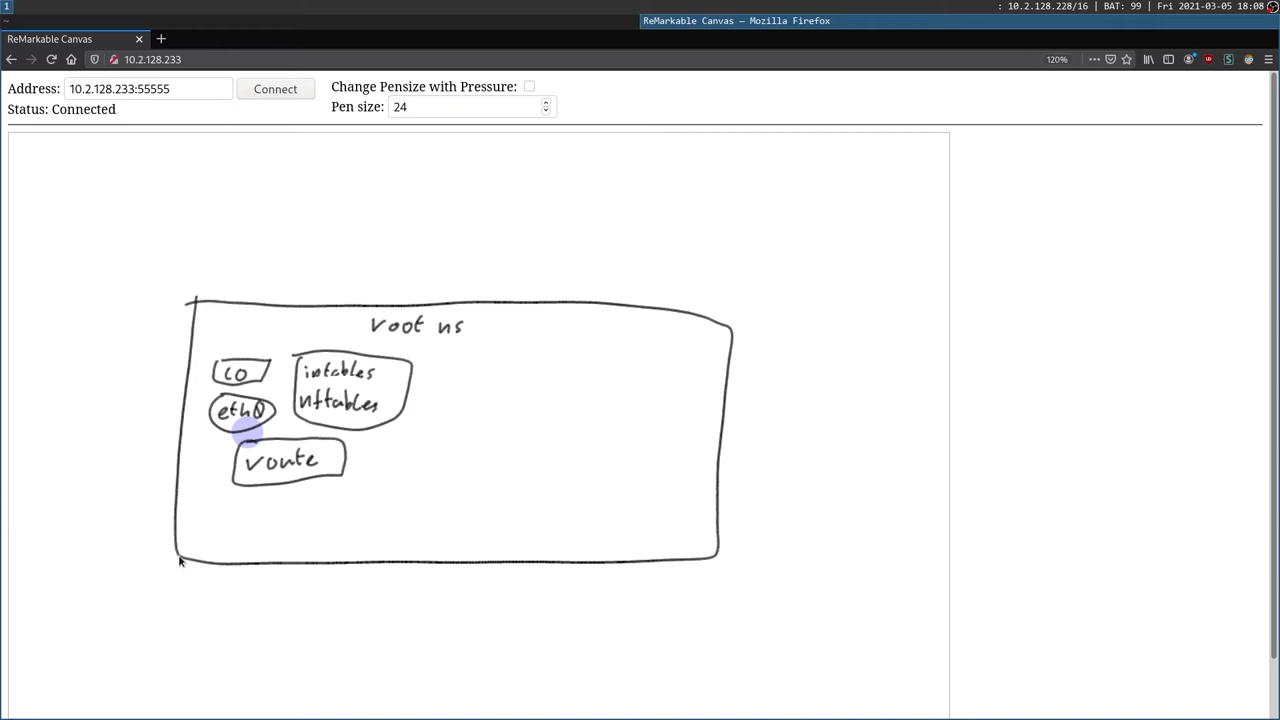 1
: 10.2.128.228/16 | BAT: 99 | Fri 2021-03-05 18:08
~
ReMarkable Canvas — Mozilla Firefox
ReMarkable Canvas
10.2.128.233
120%
Address: 10.2.128.233:55555 Connect
Change Pensize with Pressure:
Status: Connected
Pen size: 24
root ns
lo
iptables
eth0
nftables
route